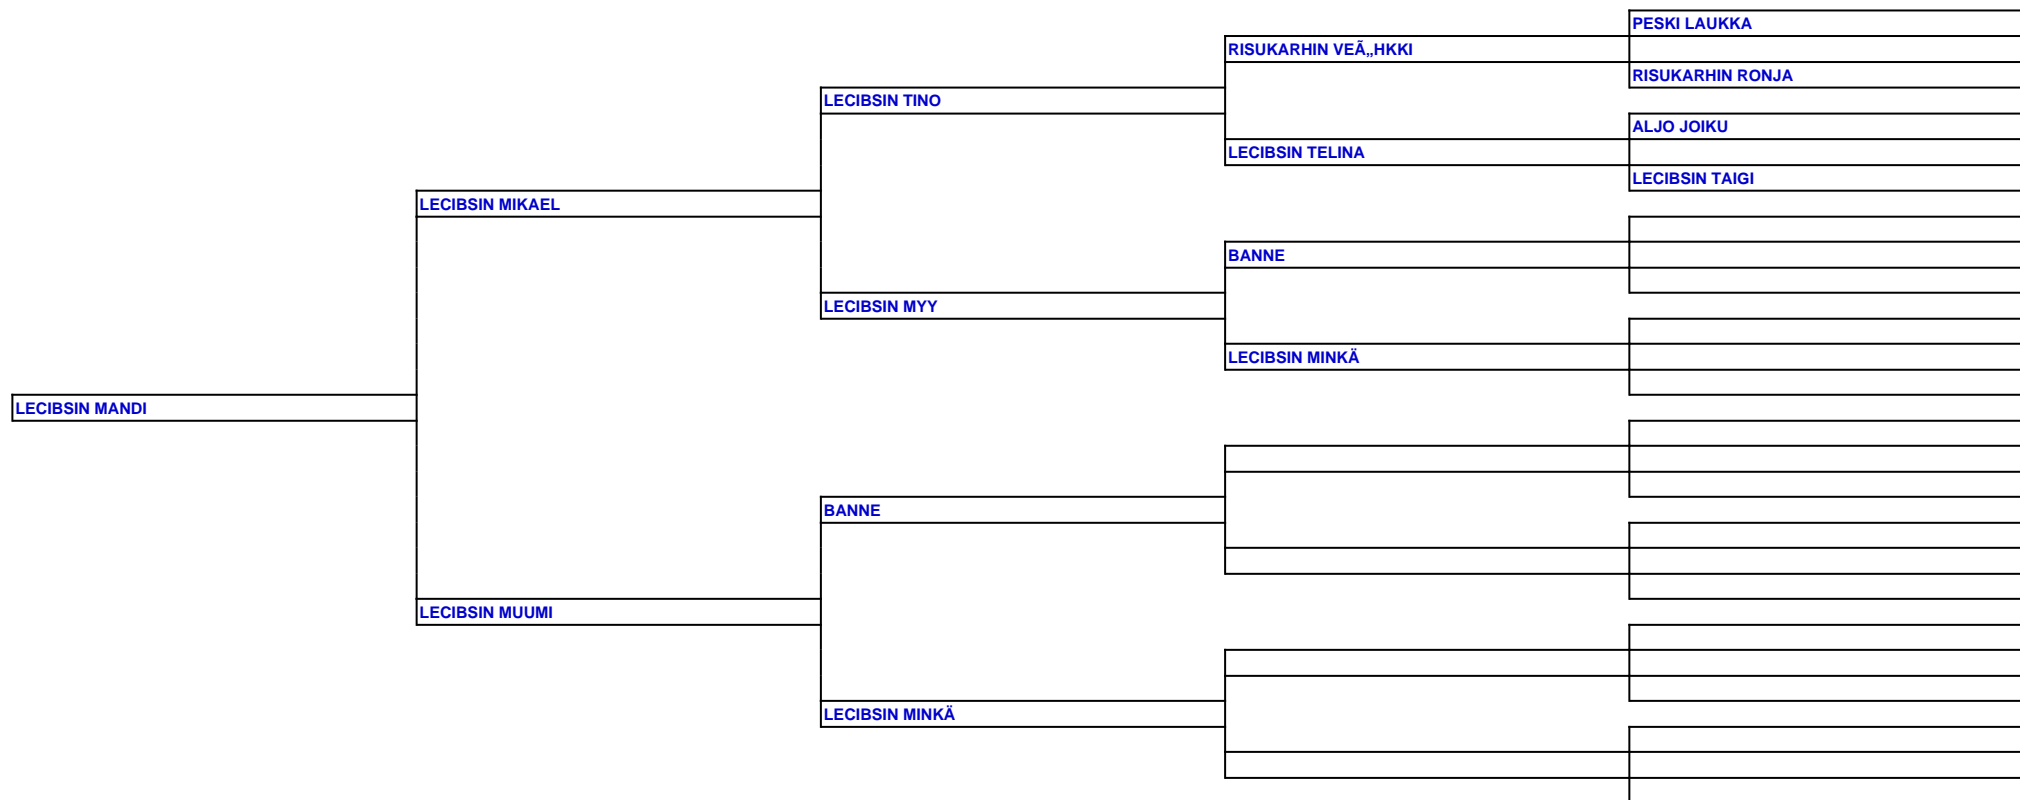 PESKI LAUKKA
RISUKARHIN VEÃ„HKKI
RISUKARHIN RONJA
LECIBSIN TINO
ALJO JOIKU
LECIBSIN TELINA
LECIBSIN TAIGI
LECIBSIN MIKAEL
BANNE
LECIBSIN MYY
LECIBSIN MINKÄ
LECIBSIN MANDI
BANNE
LECIBSIN MUUMI
LECIBSIN MINKÄ